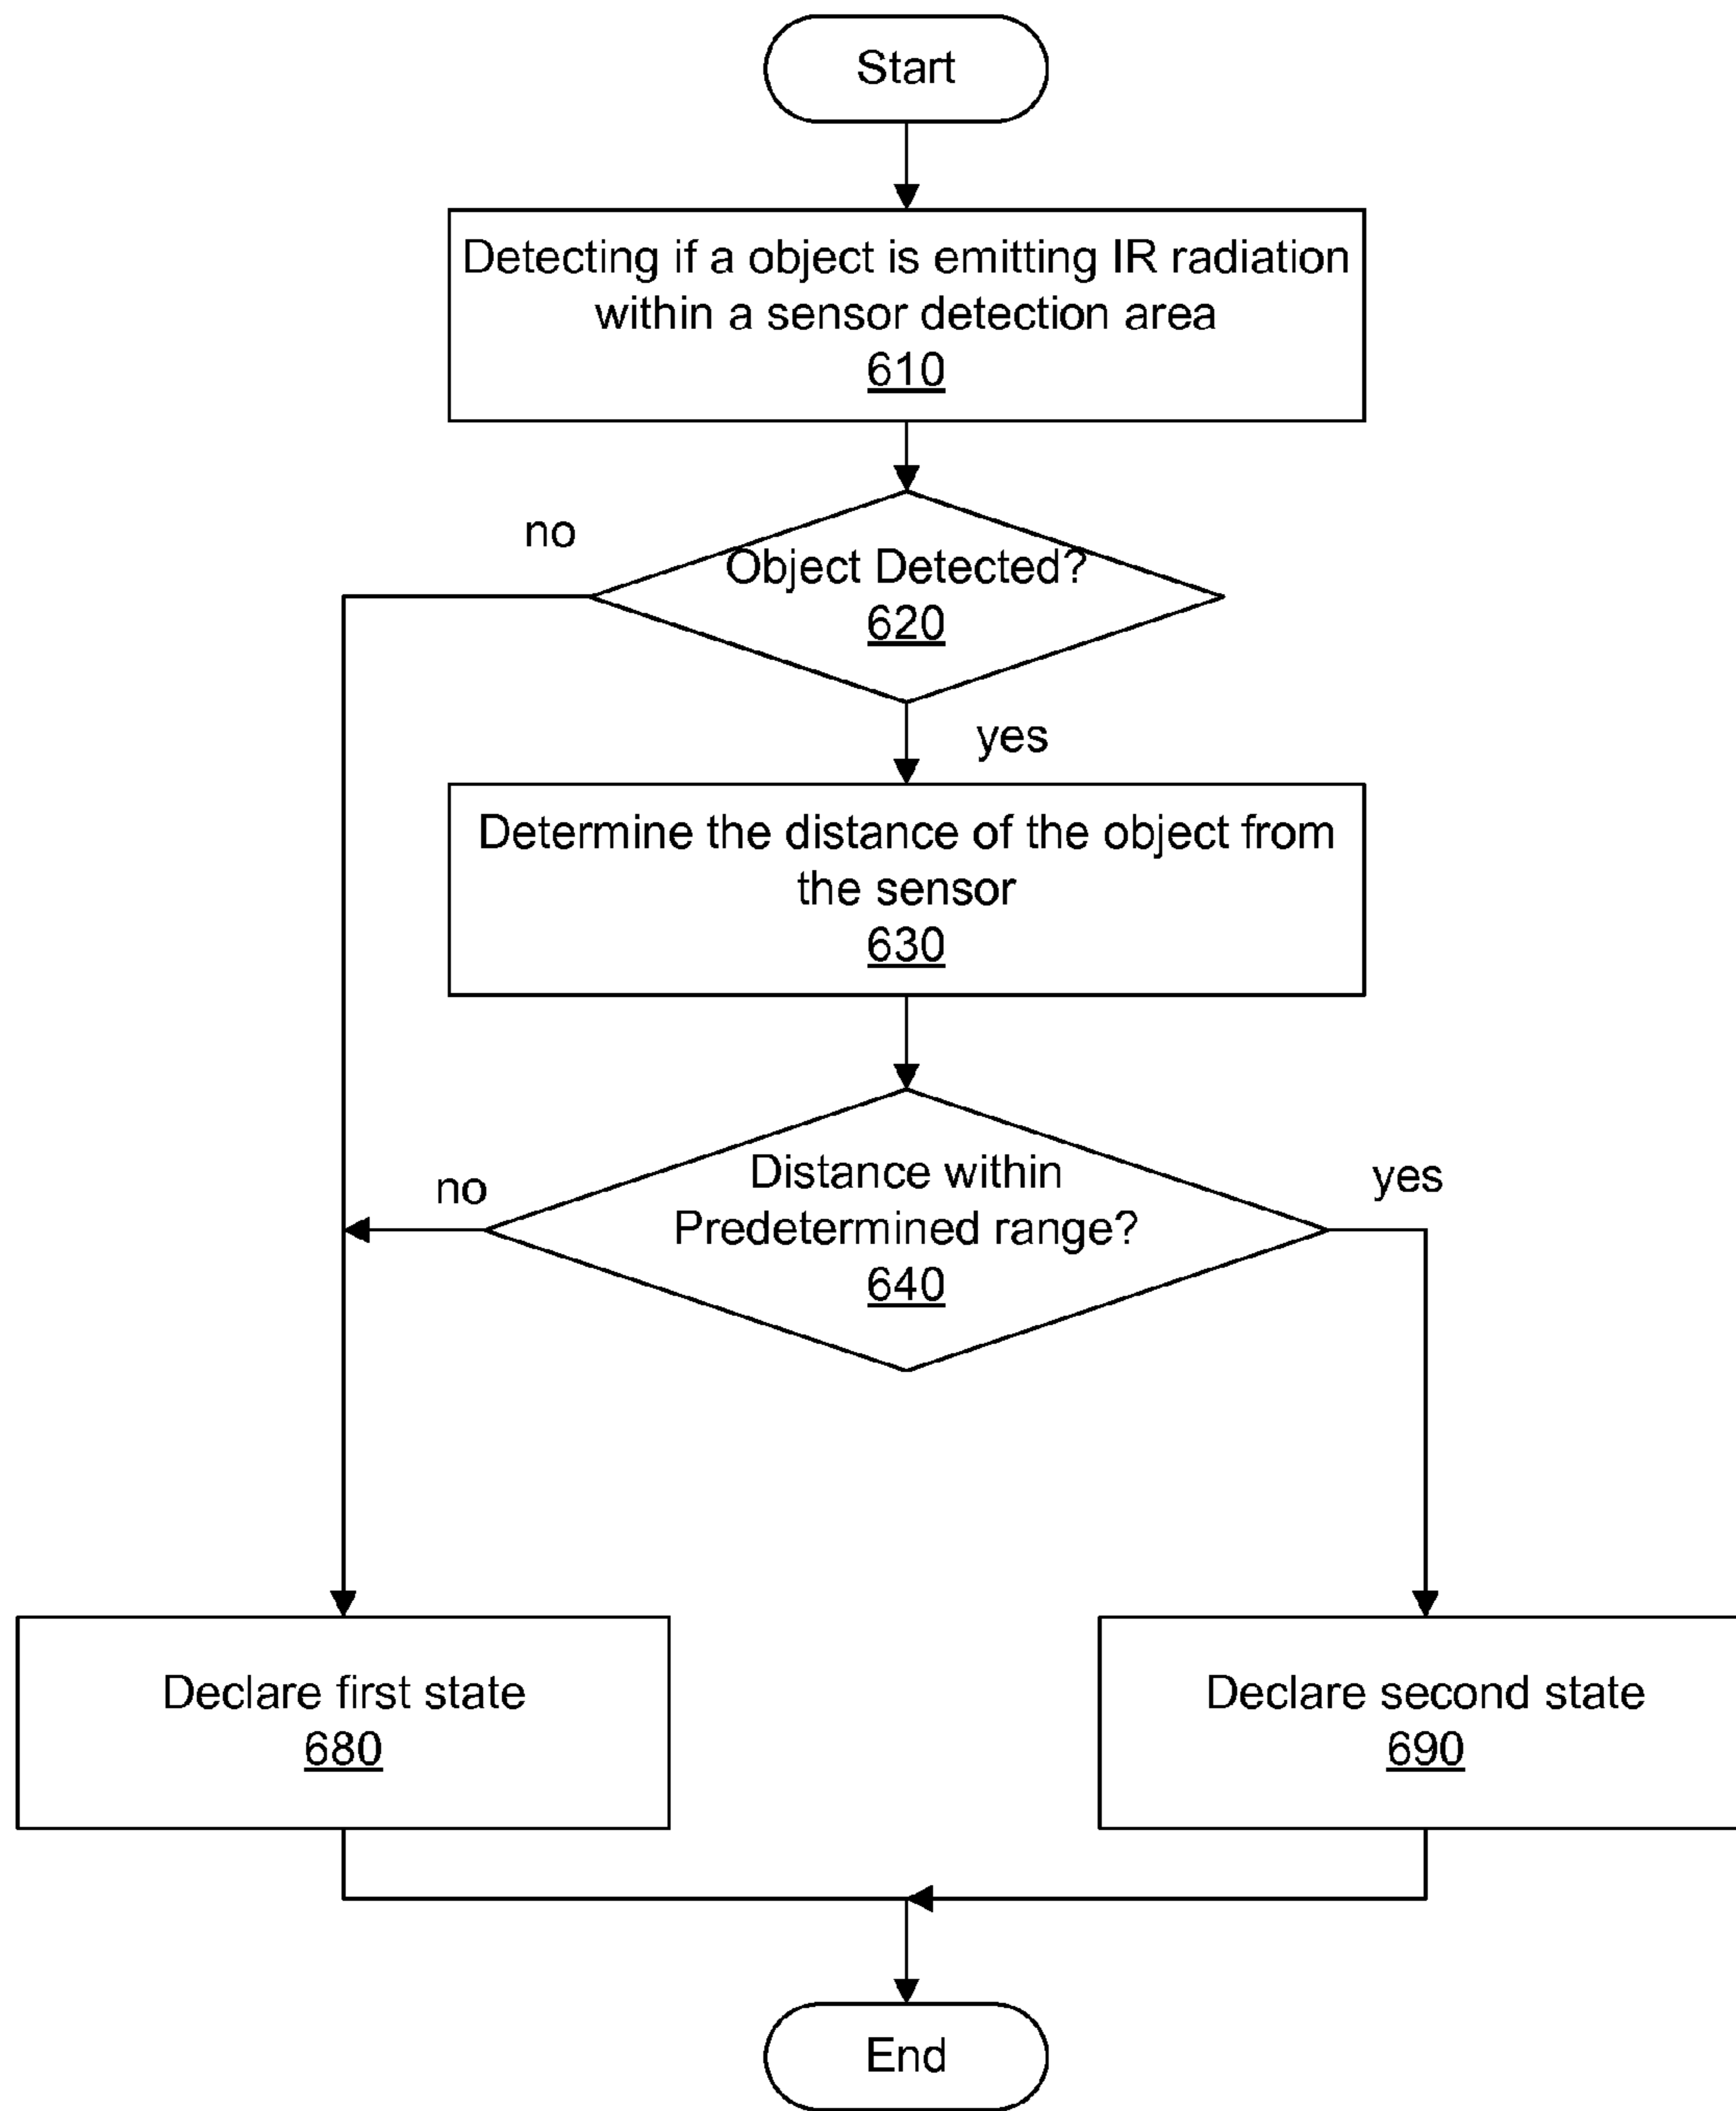 Start
Detecting if a object is emitting IR radiation
within a sensor detection area
610
no
Object Detected?
620
yes
Determine the distance of the object from
the sensor
630
no
Distance within
Predetermined range?
640
yes
Declare first state
680
Declare second state
690
End